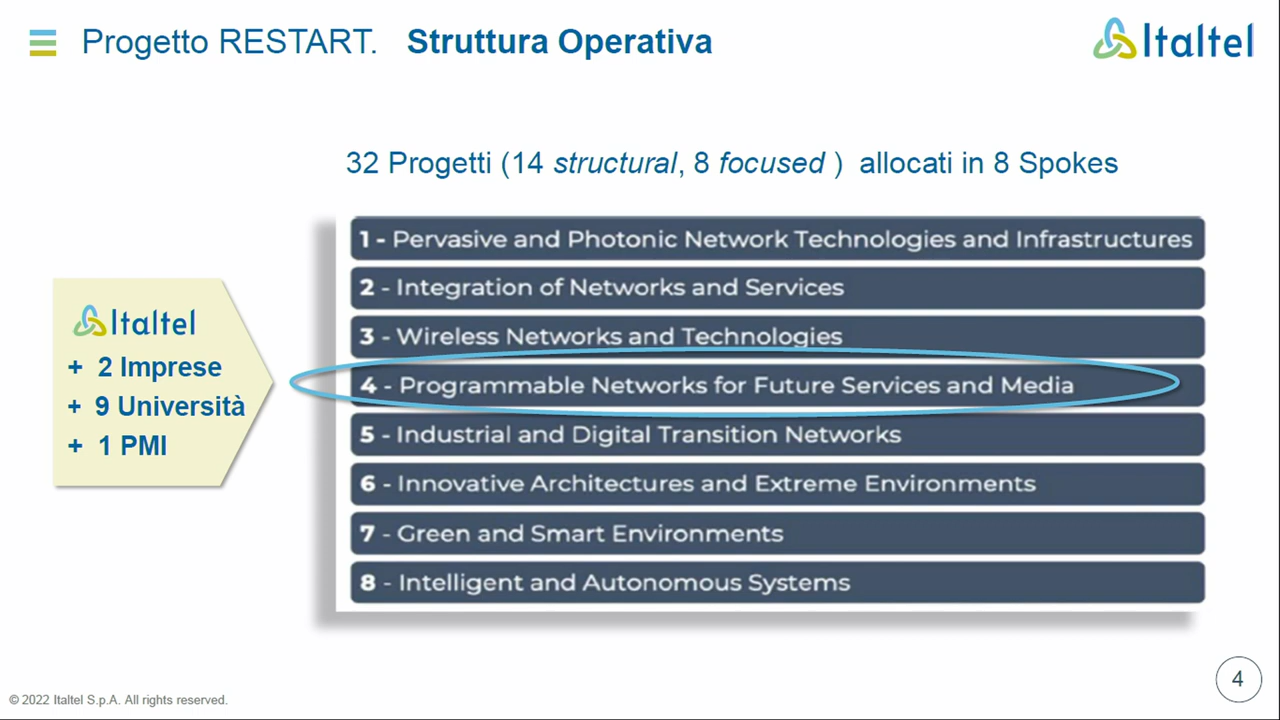 Progetto RESTART. Struttura Operativa
Italtel
32 Progetti (14 structural, 8 focused ) allocati in 8 Spokes
1 - Pervasive and Photonic Network Technologies and Infrastructures
2 - Integration of Networks and Services
3 - Wireless Networks and Technologies
4 - Programmable Networks for Future Services and Media
5 - Industrial and Digital Transition Networks
6 - Innovative Architectures and Extreme Environments
7 - Green and Smart Environments
8 - Intelligent and Autonomous Systems
Italtel
+ 2 Imprese
+ 9 Università
+ 1 PMI
© 2022 Italtel S.p.A. All rights reserved.
4